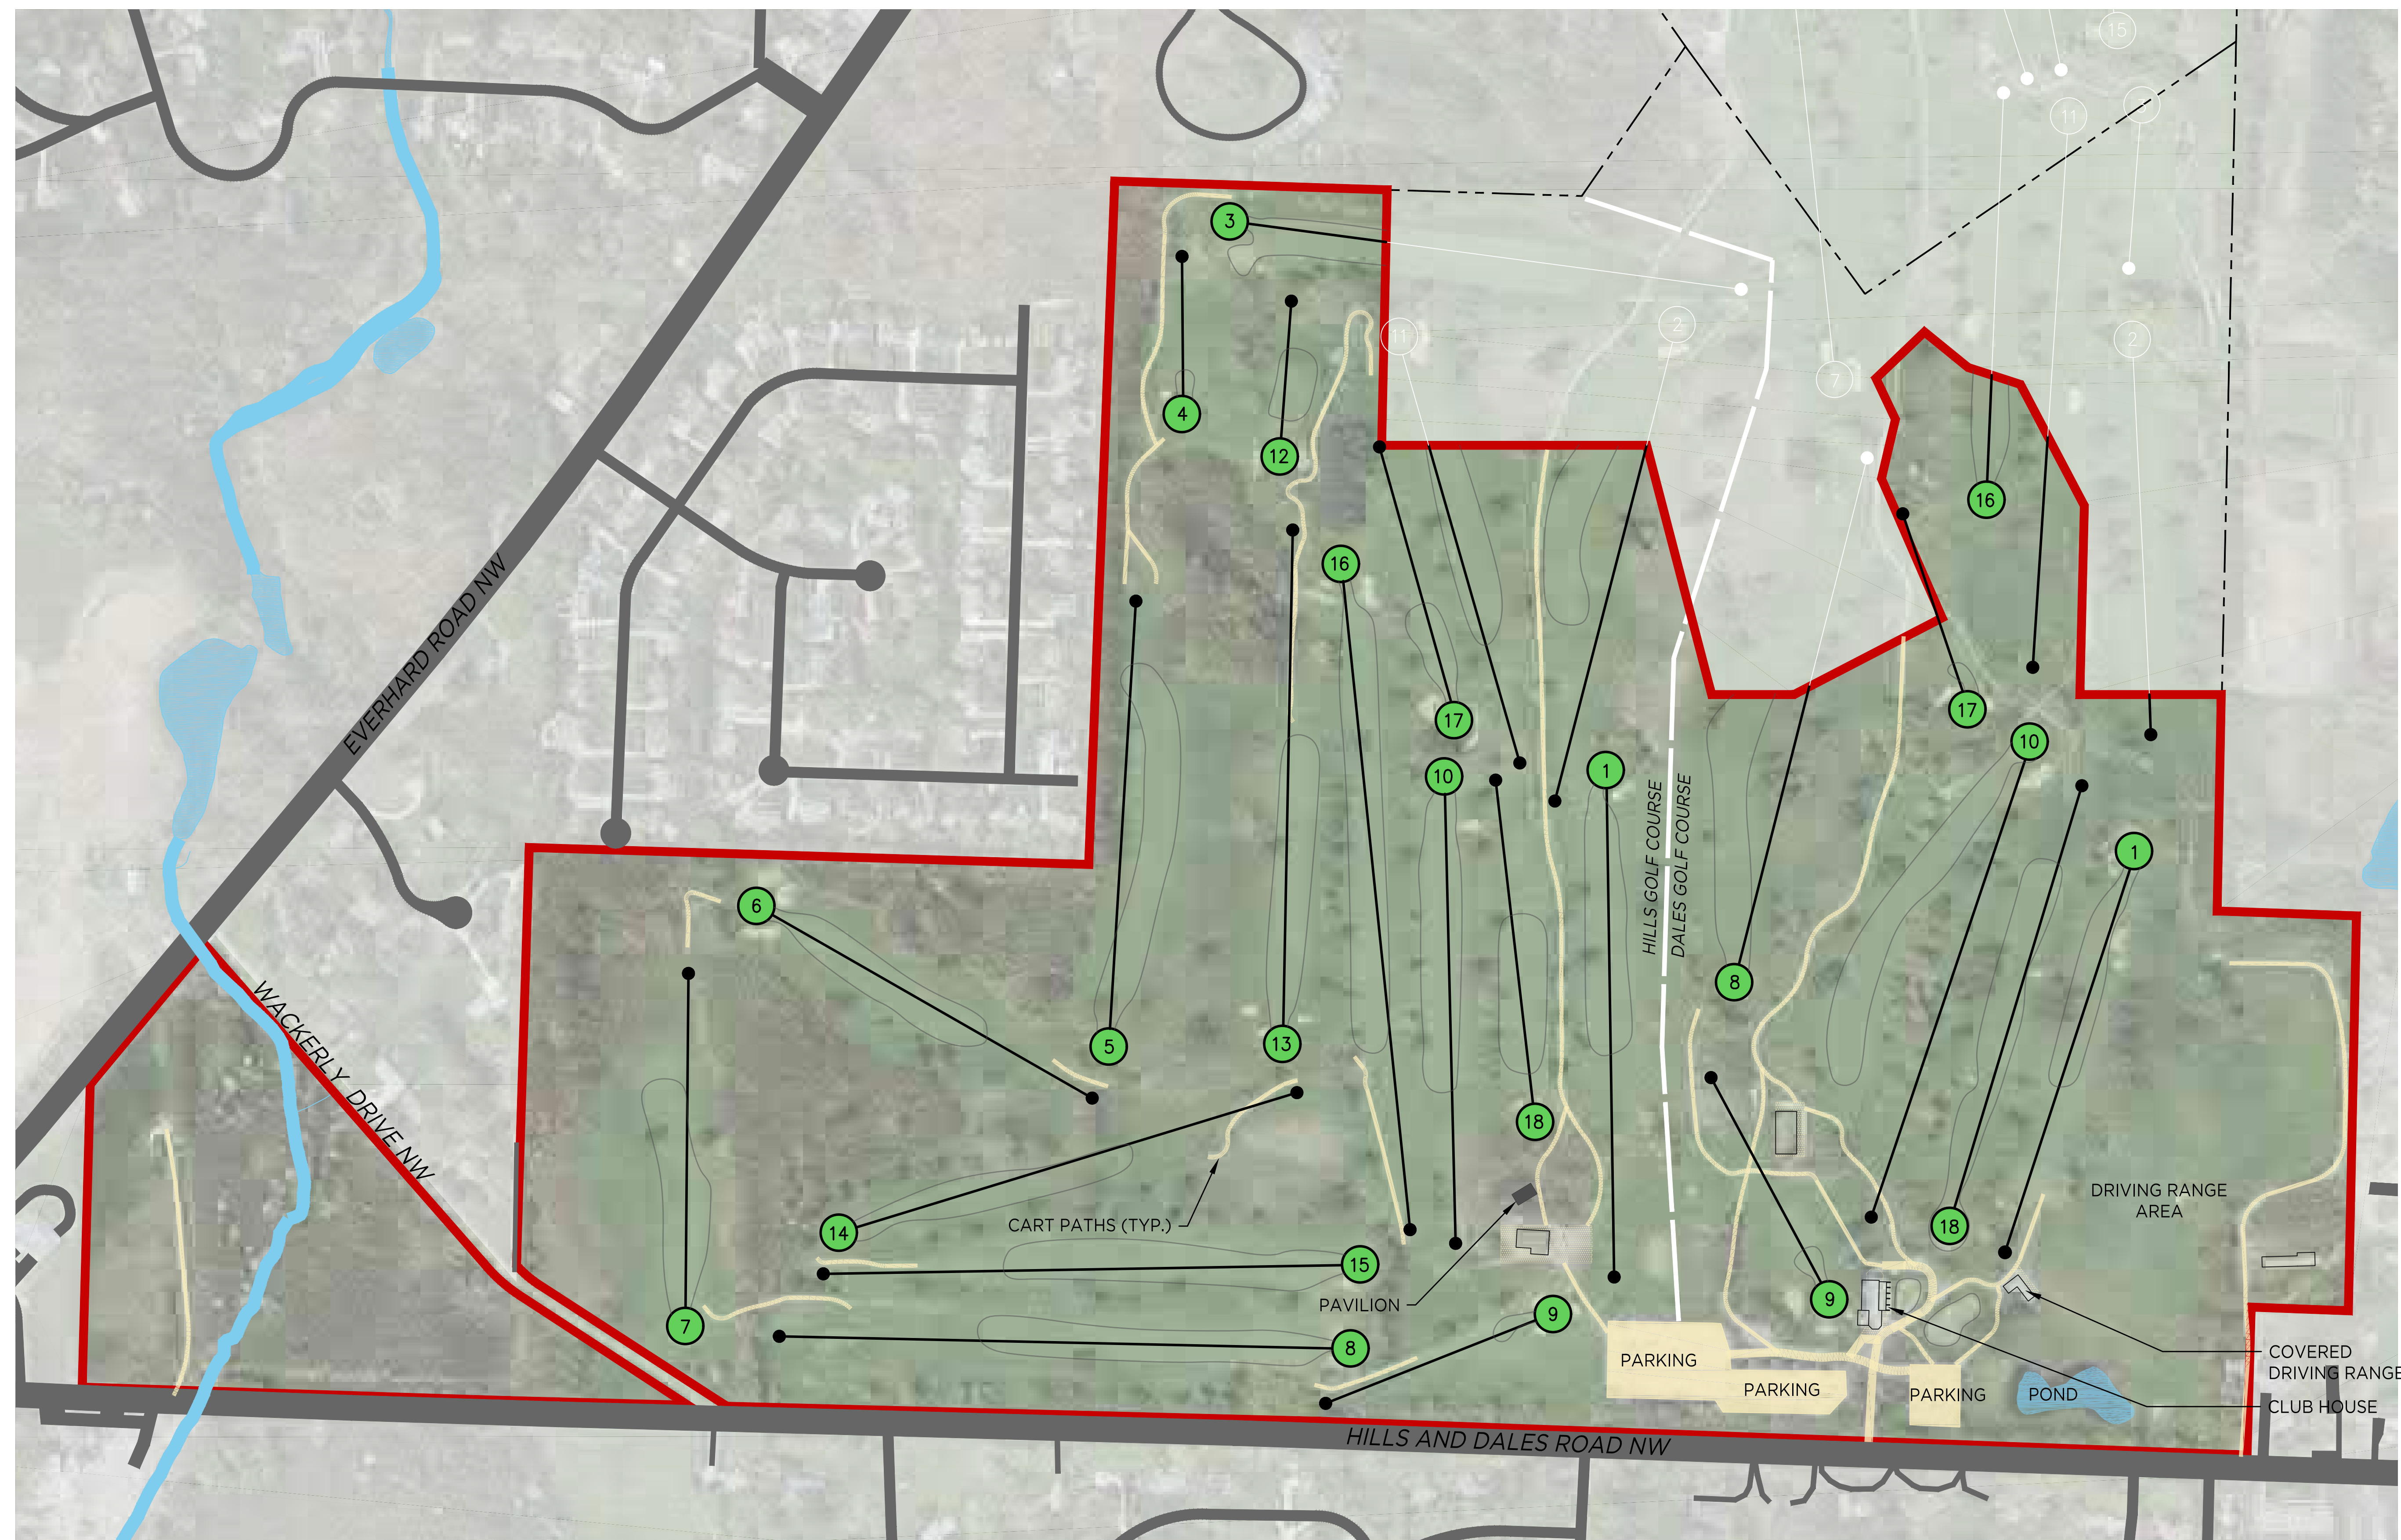 15
11
3
11
2
7
2
4
12
16
16
17
17
10
10
1
1
6
8
5
13
18
14
18
15
9
7
9
8
EVERHARD ROAD NW
WACKERLY DRIVE NW
HILLS GOLF COURSE
DALES GOLF COURSE
CART PATHS (TYP.)
PAVILION
DRIVING RANGE
AREA
PARKING
PARKING
PARKING
POND
COVERED
DRIVING RANGE
CLUB HOUSE
HILLS AND DALES ROAD NW